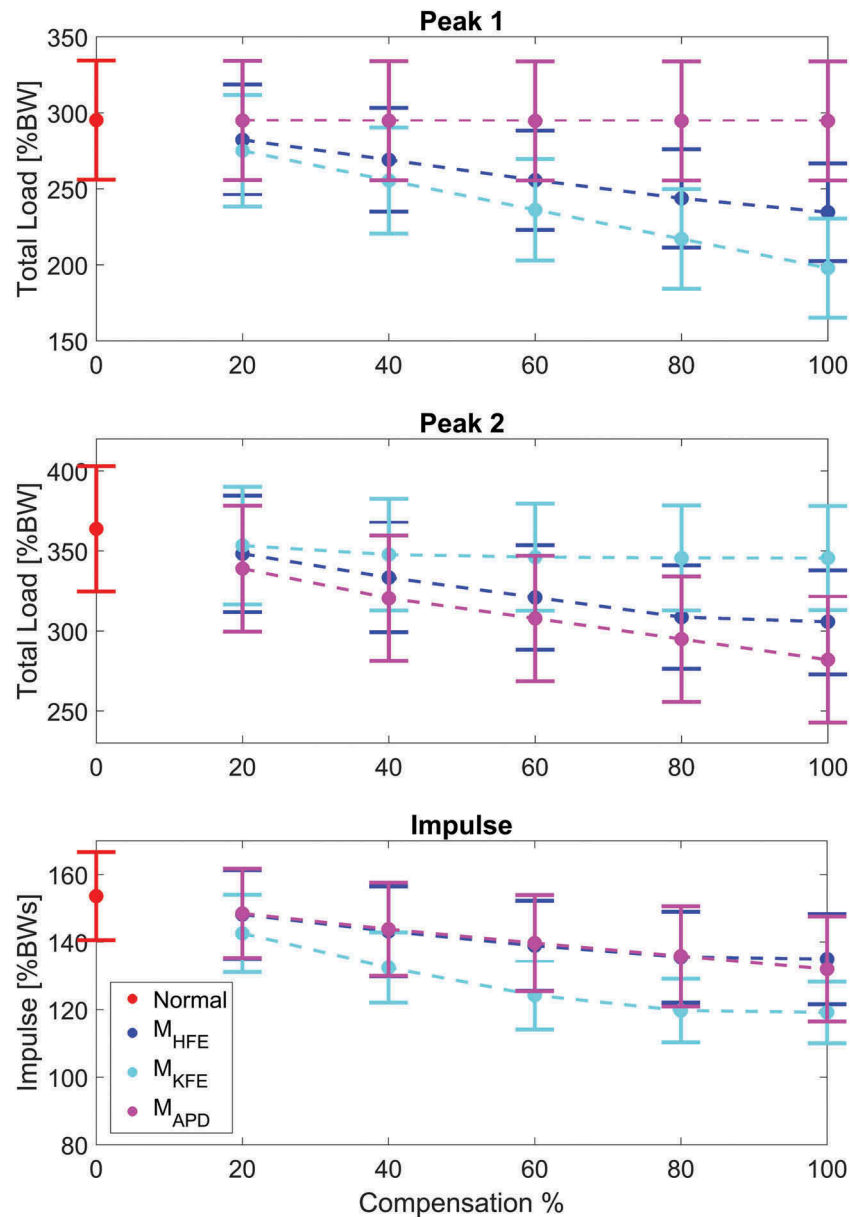 Peak 1
Total Load [%BW]
350
300
250
200
150
0 20 40 60 80 100
Peak 2
Total Load [%BW]
400
350
300
250
0 20 40 60 80 100
Impulse
Impulse [%BWs]
160
140
120
100
80
Normal
M_HFE
M_KFE
M_APD
0 20 40 60 80 100
Compensation %